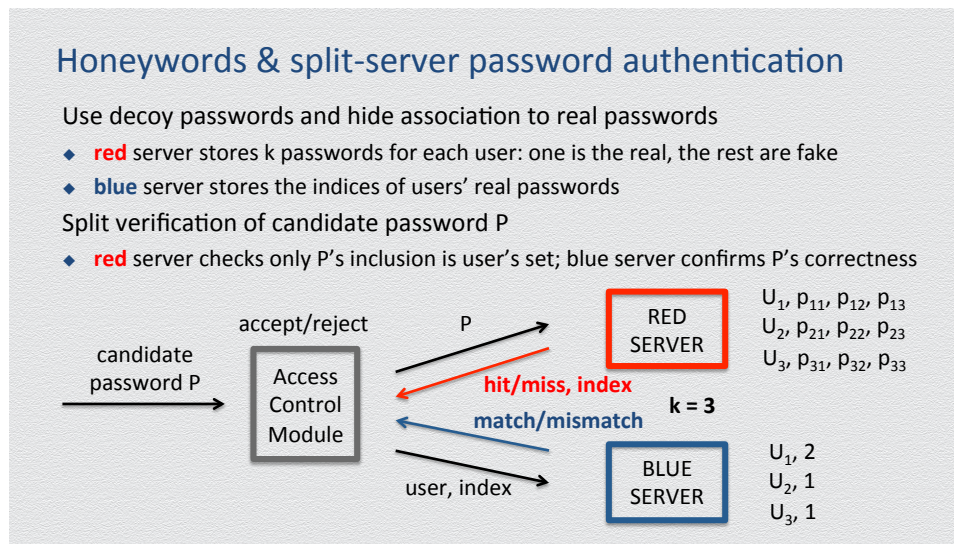 Honeywords & split-server password authentication
Use decoy passwords and hide association to real passwords
◆ red server stores k passwords for each user: one is the real, the rest are fake
◆ blue server stores the indices of users' real passwords
Split verification of candidate password P
◆ red server checks only P's inclusion is user's set; blue server confirms P's correctness
accept/reject
candidate
password P
Access
Control
Module
P
hit/miss, index
match/mismatch
user, index
RED
SERVER
k = 3
BLUE
SERVER
U₁, p₁₁, p₁₂, p₁₃
U₂, p₂₁, p₂₂, p₂₃
U₃, p₃₁, p₃₂, p₃₃
U₁, 2
U₂, 1
U₃, 1